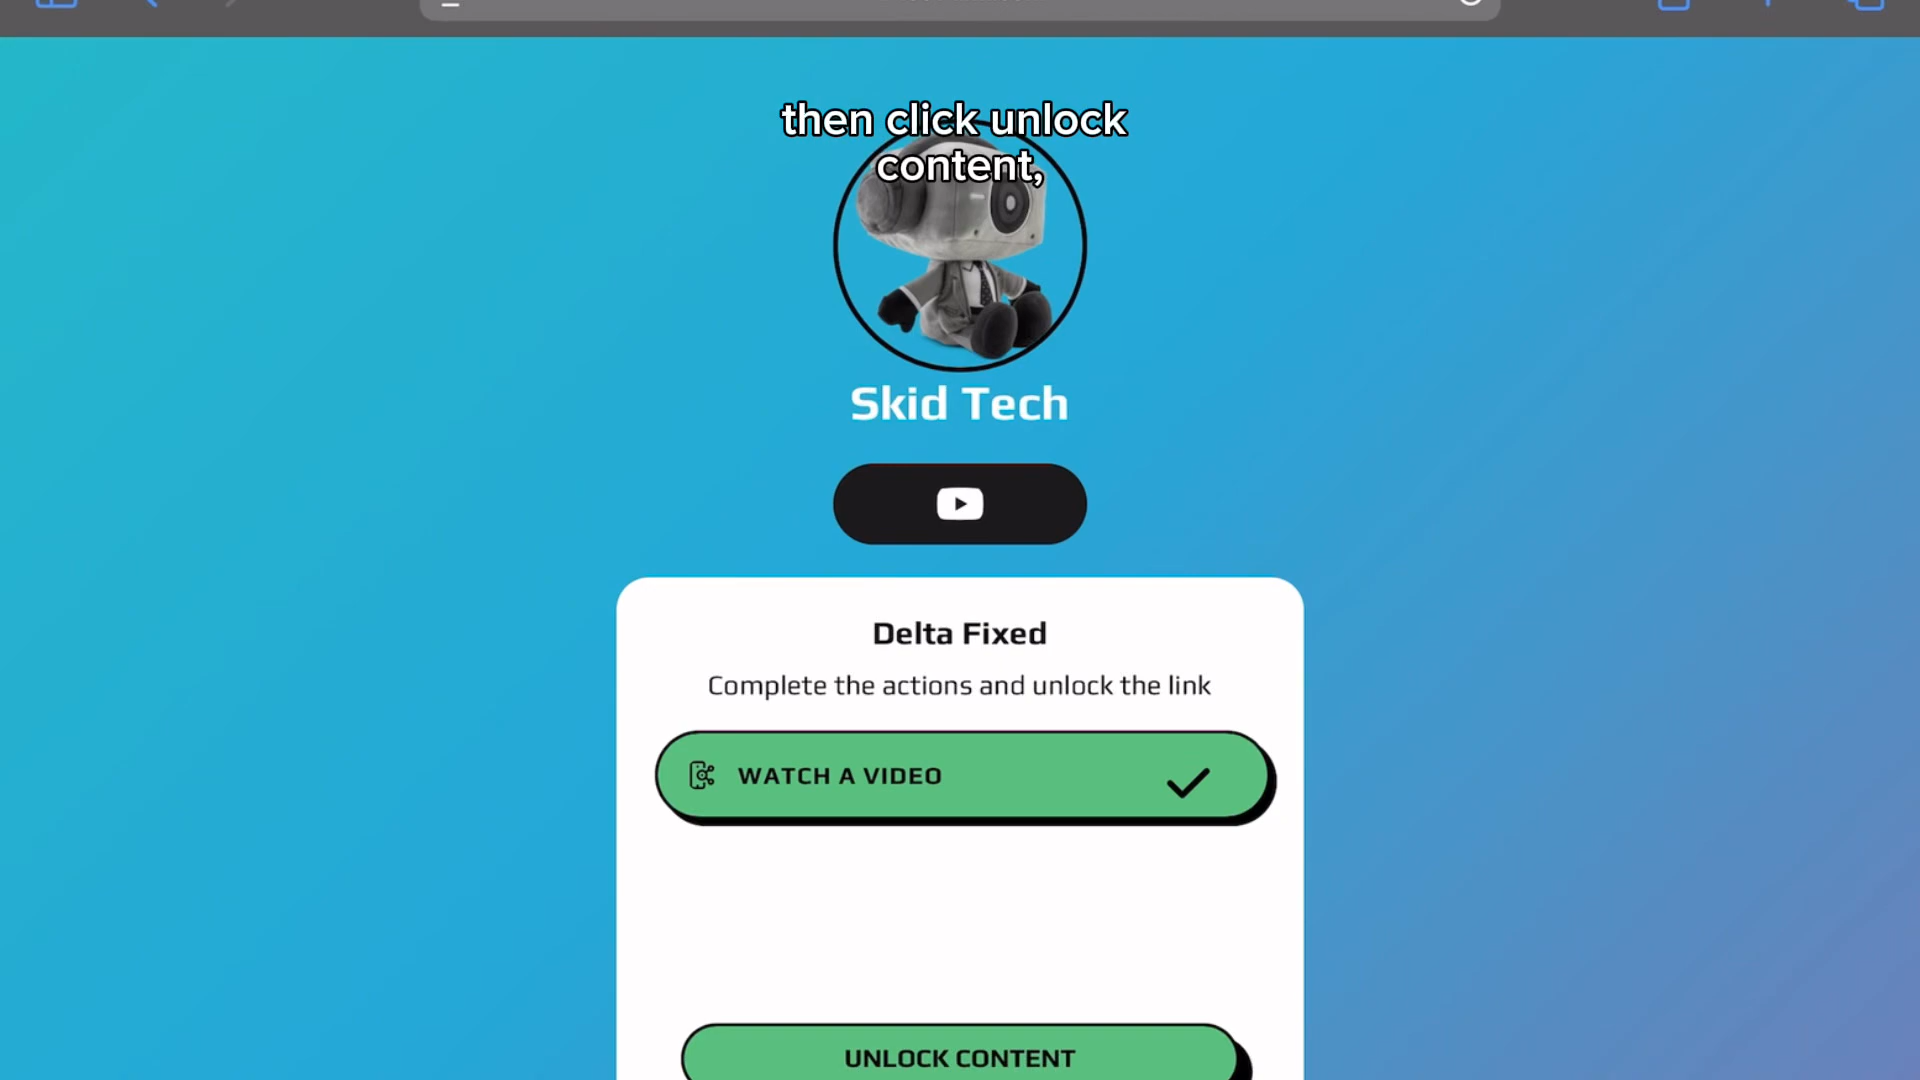 then click unlock
content,
Skid Tech
Delta Fixed
Complete the actions and unlock the link
WATCH A VIDEO
UNLOCK CONTENT